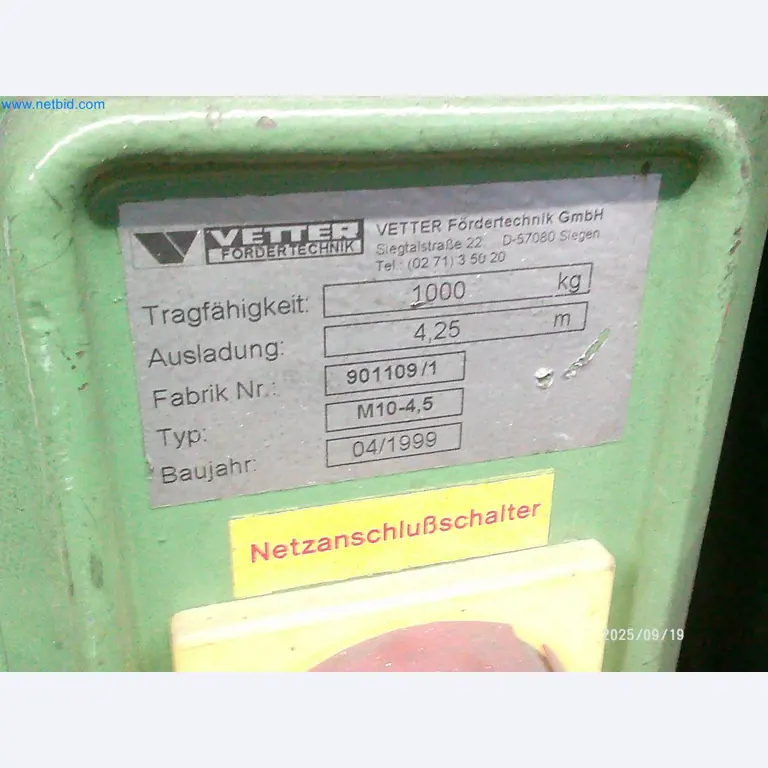 www.netbid.com
VETTER
FÖRDERTECHNIK
VETTER Fördertechnik GmbH
Siegtalstraße 22 D-57080 Siegen
Tel.: (02 71) 3 50 20
Tragfähigkeit: 1000 kg
Ausladung: 4,25 m
Fabrik Nr.: 901109/1
Typ: M10-4,5
Baujahr: 04/1999
Netzanschlußschalter
2025/09/19